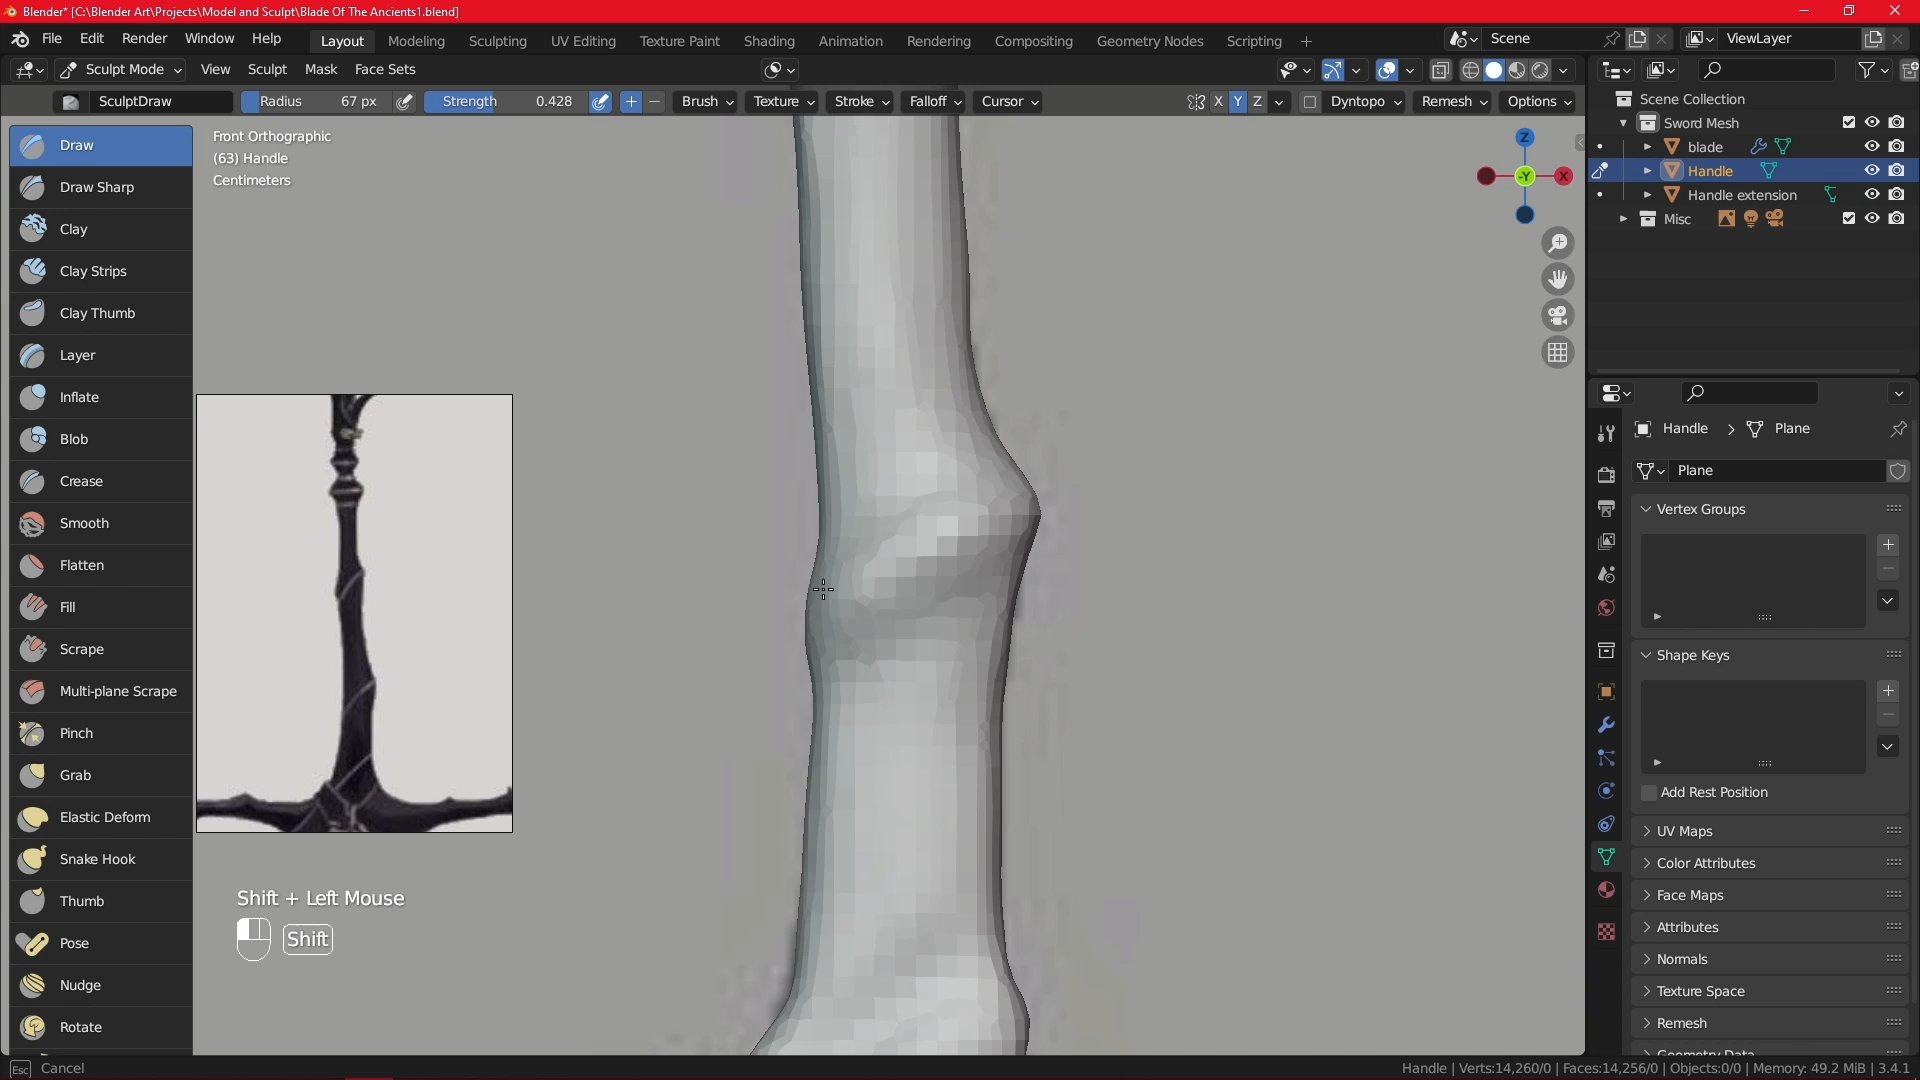 Blender* [C:\Blender Art\Projects\Model and Sculpt\Blade Of The Ancients1.blend]
File Edit Render Window Help Layout Modeling Sculpting UV Editing Texture Paint Shading Animation Rendering Compositing Geometry Nodes Scripting + Scene ViewLayer
Sculpt Mode View Sculpt Mask Face Sets
SculptDraw Radius 67 px Strength 0.428 Brush Texture Stroke Falloff Cursor X Y Z Dyntopo Remesh Options
Draw
Draw Sharp
Clay
Clay Strips
Clay Thumb
Layer
Inflate
Blob
Crease
Smooth
Flatten
Fill
Scrape
Multi-plane Scrape
Pinch
Grab
Elastic Deform
Snake Hook
Thumb
Pose
Nudge
Rotate
Front Orthographic
(63) Handle
Centimeters
Z
-Y
X
Shift + Left Mouse
Shift
Scene Collection
Sword Mesh
blade
Handle
Handle extension
Misc
Handle > Plane
Plane
Vertex Groups
Shape Keys
Add Rest Position
UV Maps
Color Attributes
Face Maps
Attributes
Normals
Texture Space
Remesh
Geometry Data
Esc Cancel
Handle | Verts:14,260/0 | Faces:14,256/0 | Objects:0/0 | Memory: 49.2 MiB | 3.4.1